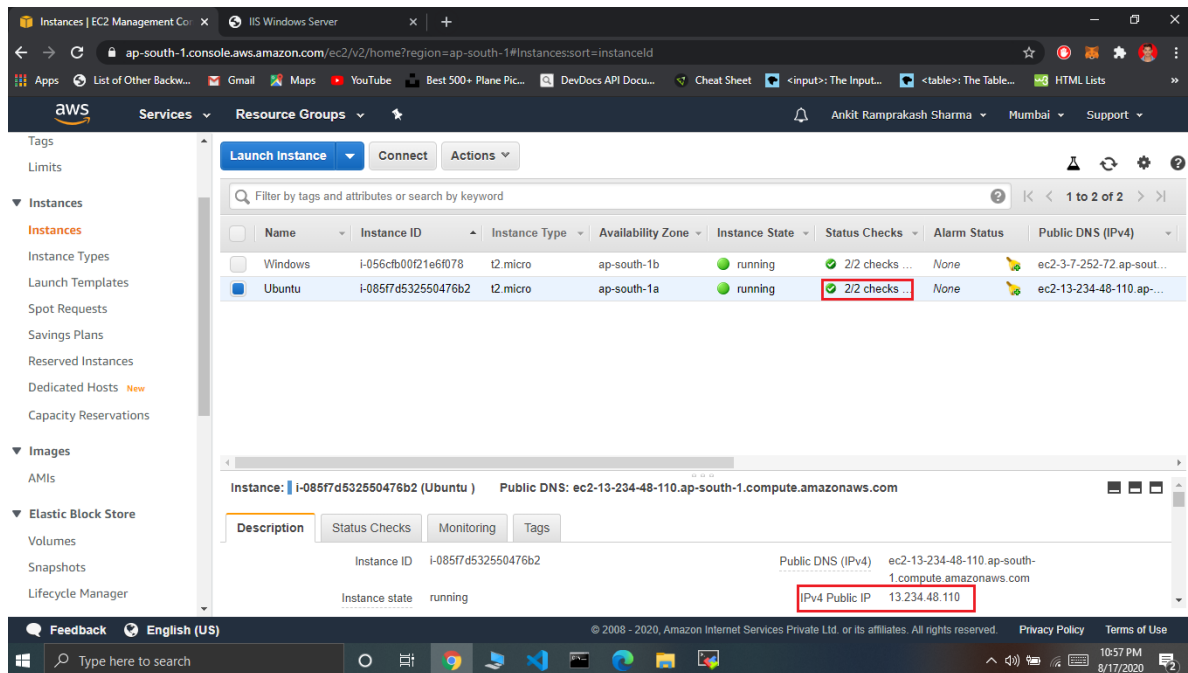 Instances | EC2 Management Con
IIS Windows Server
ap-south-1.console.aws.amazon.com/ec2/v2/home?region=ap-south-1#Instances:sort=instanceId
Apps List of Other Backw... Gmail Maps YouTube Best 500+ Plane Pic... DevDocs API Docu... Cheat Sheet <input>: The Input... <table>: The Table... HTML Lists »
aws Services Resource Groups Ankit Ramprakash Sharma Mumbai Support
Tags
Limits
Instances
Instances
Instance Types
Launch Templates
Spot Requests
Savings Plans
Reserved Instances
Dedicated Hosts New
Capacity Reservations
Images
AMIs
Elastic Block Store
Volumes
Snapshots
Lifecycle Manager
Launch Instance Connect Actions
Filter by tags and attributes or search by keyword 1 to 2 of 2
Name Instance ID Instance Type Availability Zone Instance State Status Checks Alarm Status Public DNS (IPv4)
Windows i-056cfb00f21e6f078 t2.micro ap-south-1b running 2/2 checks ... None ec2-3-7-252-72.ap-sout...
Ubuntu i-085f7d532550476b2 t2.micro ap-south-1a running 2/2 checks ... None ec2-13-234-48-110.ap-...
Instance: i-085f7d532550476b2 (Ubuntu ) Public DNS: ec2-13-234-48-110.ap-south-1.compute.amazonaws.com
Description Status Checks Monitoring Tags
Instance ID i-085f7d532550476b2
Public DNS (IPv4) ec2-13-234-48-110.ap-south-
1.compute.amazonaws.com
Instance state running
IPv4 Public IP 13.234.48.110
Feedback English (US) © 2008 - 2020, Amazon Internet Services Private Ltd. or its affiliates. All rights reserved. Privacy Policy Terms of Use
Type here to search
10:57 PM
8/17/2020
2